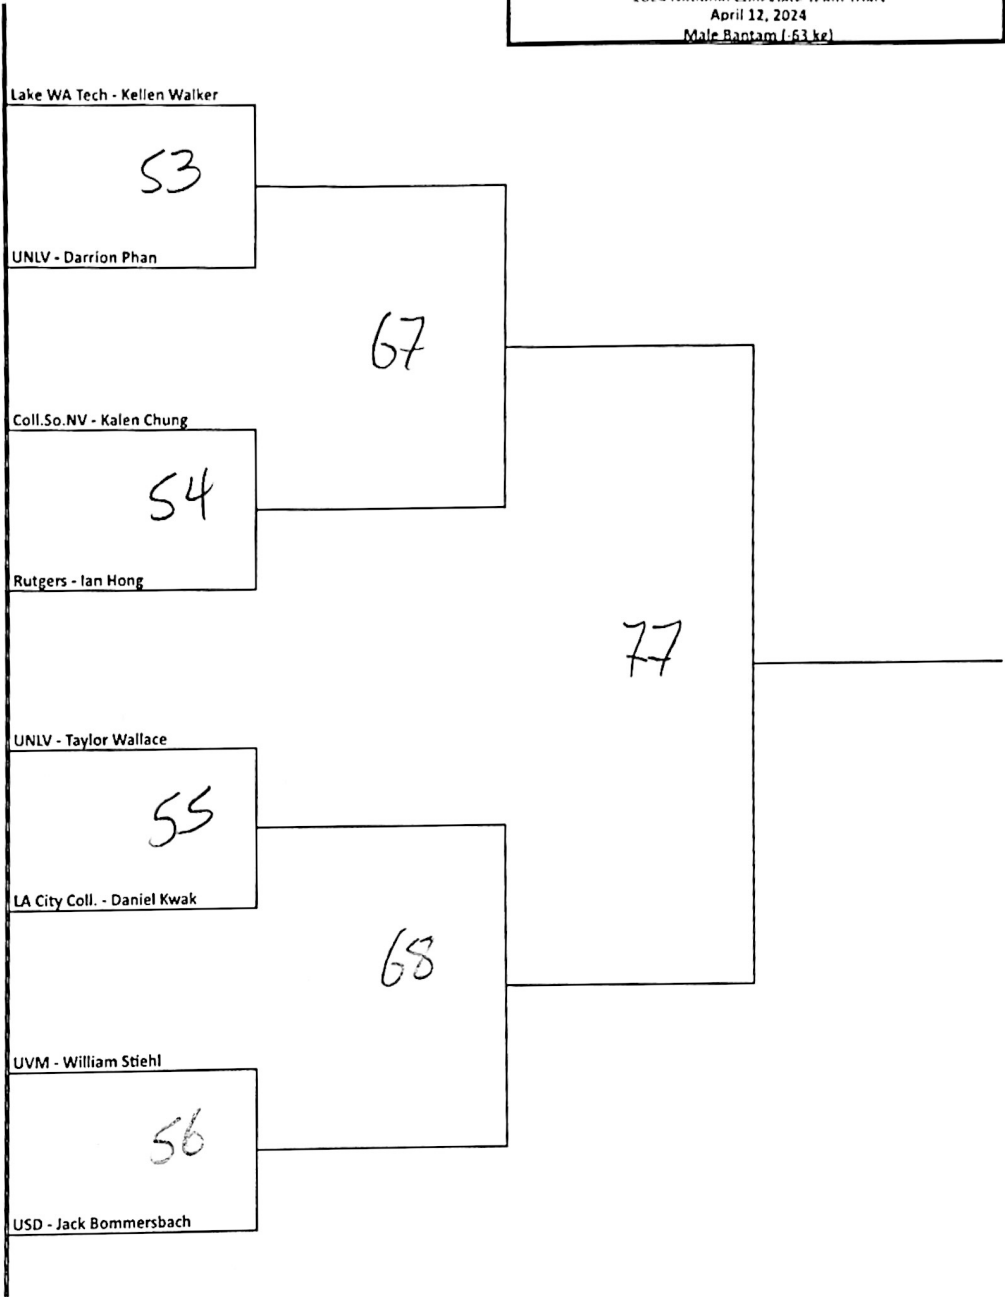 April 12, 2024
Male Bantam (-63 kg)
Lake WA Tech - Kellen Walker
53
UNLV - Darrion Phan
67
Coll.So.NV - Kalen Chung
54
Rutgers - Ian Hong
77
UNLV - Taylor Wallace
55
LA City Coll. - Daniel Kwak
68
UVM - William Stiehl
56
USD - Jack Bommersbach